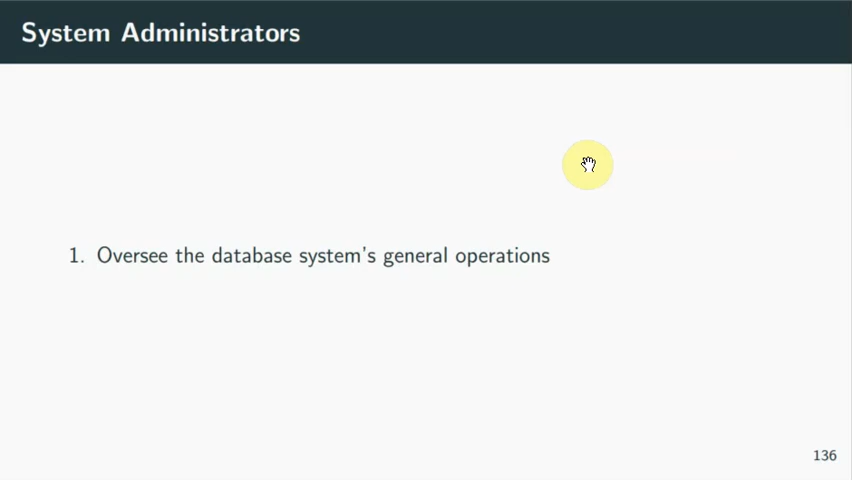 System Administrators
1. Oversee the database system's general operations
136